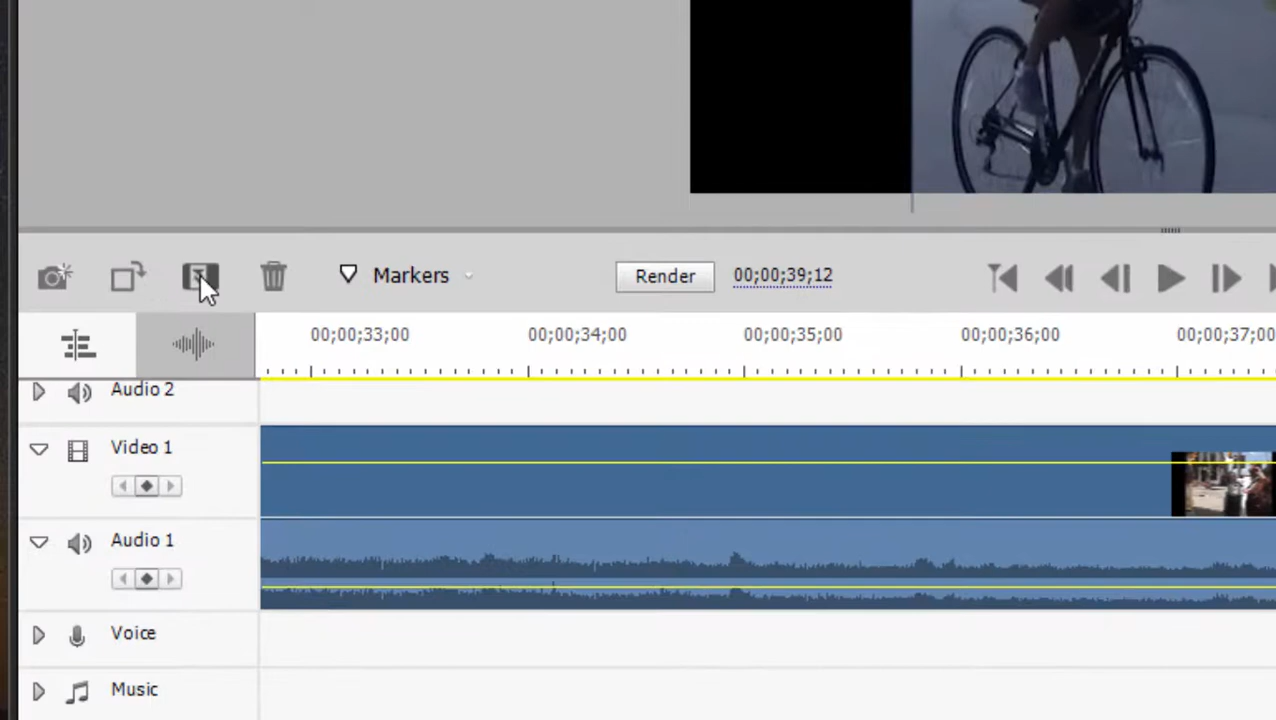 Markers
Render
00;00;39;12
00;00;33;00
00;00;34;00
00;00;35;00
00;00;36;00
00;00;37;00
Audio 2
Video 1
Audio 1
Voice
Music